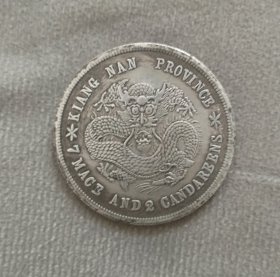 KIANG NAN PROVINCE
7 MACE AND 2 CANDAREENS